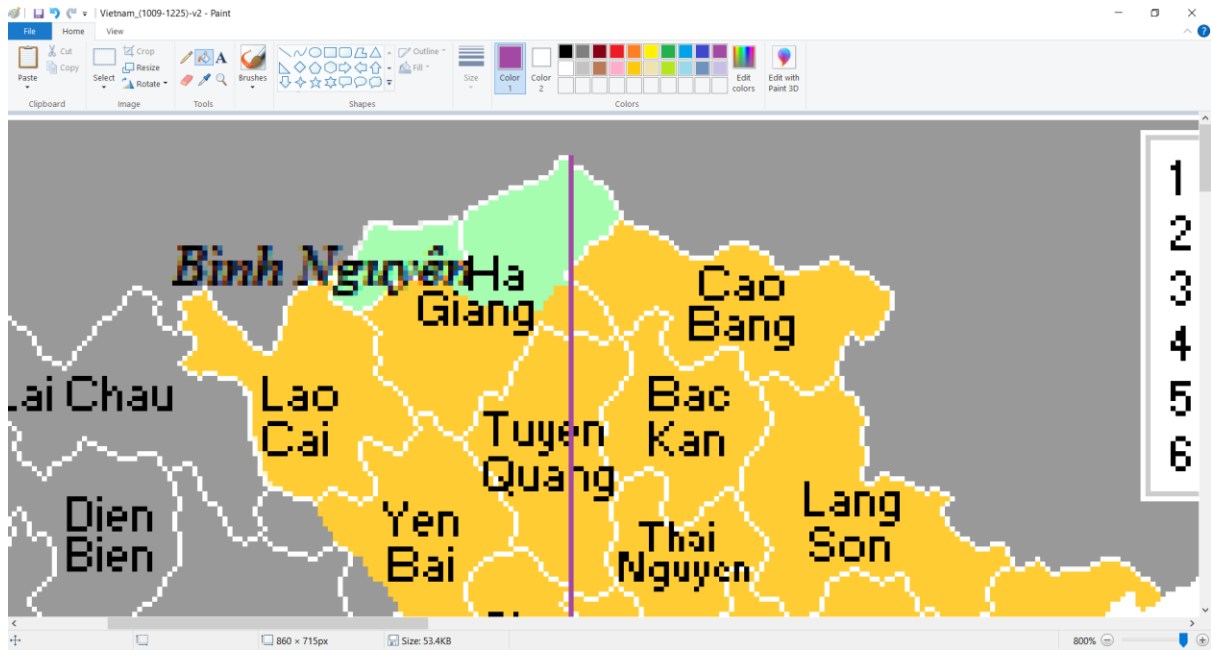 Vietnam_(1009-1225)-v2 - Paint
File Home View
Paste
Cut
Copy
Clipboard
Select
Crop
Resize
Rotate
Image
Tools
Brushes
Outline
Fill
Shapes
Size
Color 1
Color 2
Edit colors
Colors
Edit with Paint 3D
Bình Nguyên
Ha
Giang
Cao
Bang
Lai Chau
Lao
Cai
Bac
Kan
Tuyen
Quang
Dien
Bien
Yen
Bai
Thai
Nguyen
Lang
Son
1
2
3
4
5
6
860 × 715px
Size: 53.4KB
800%